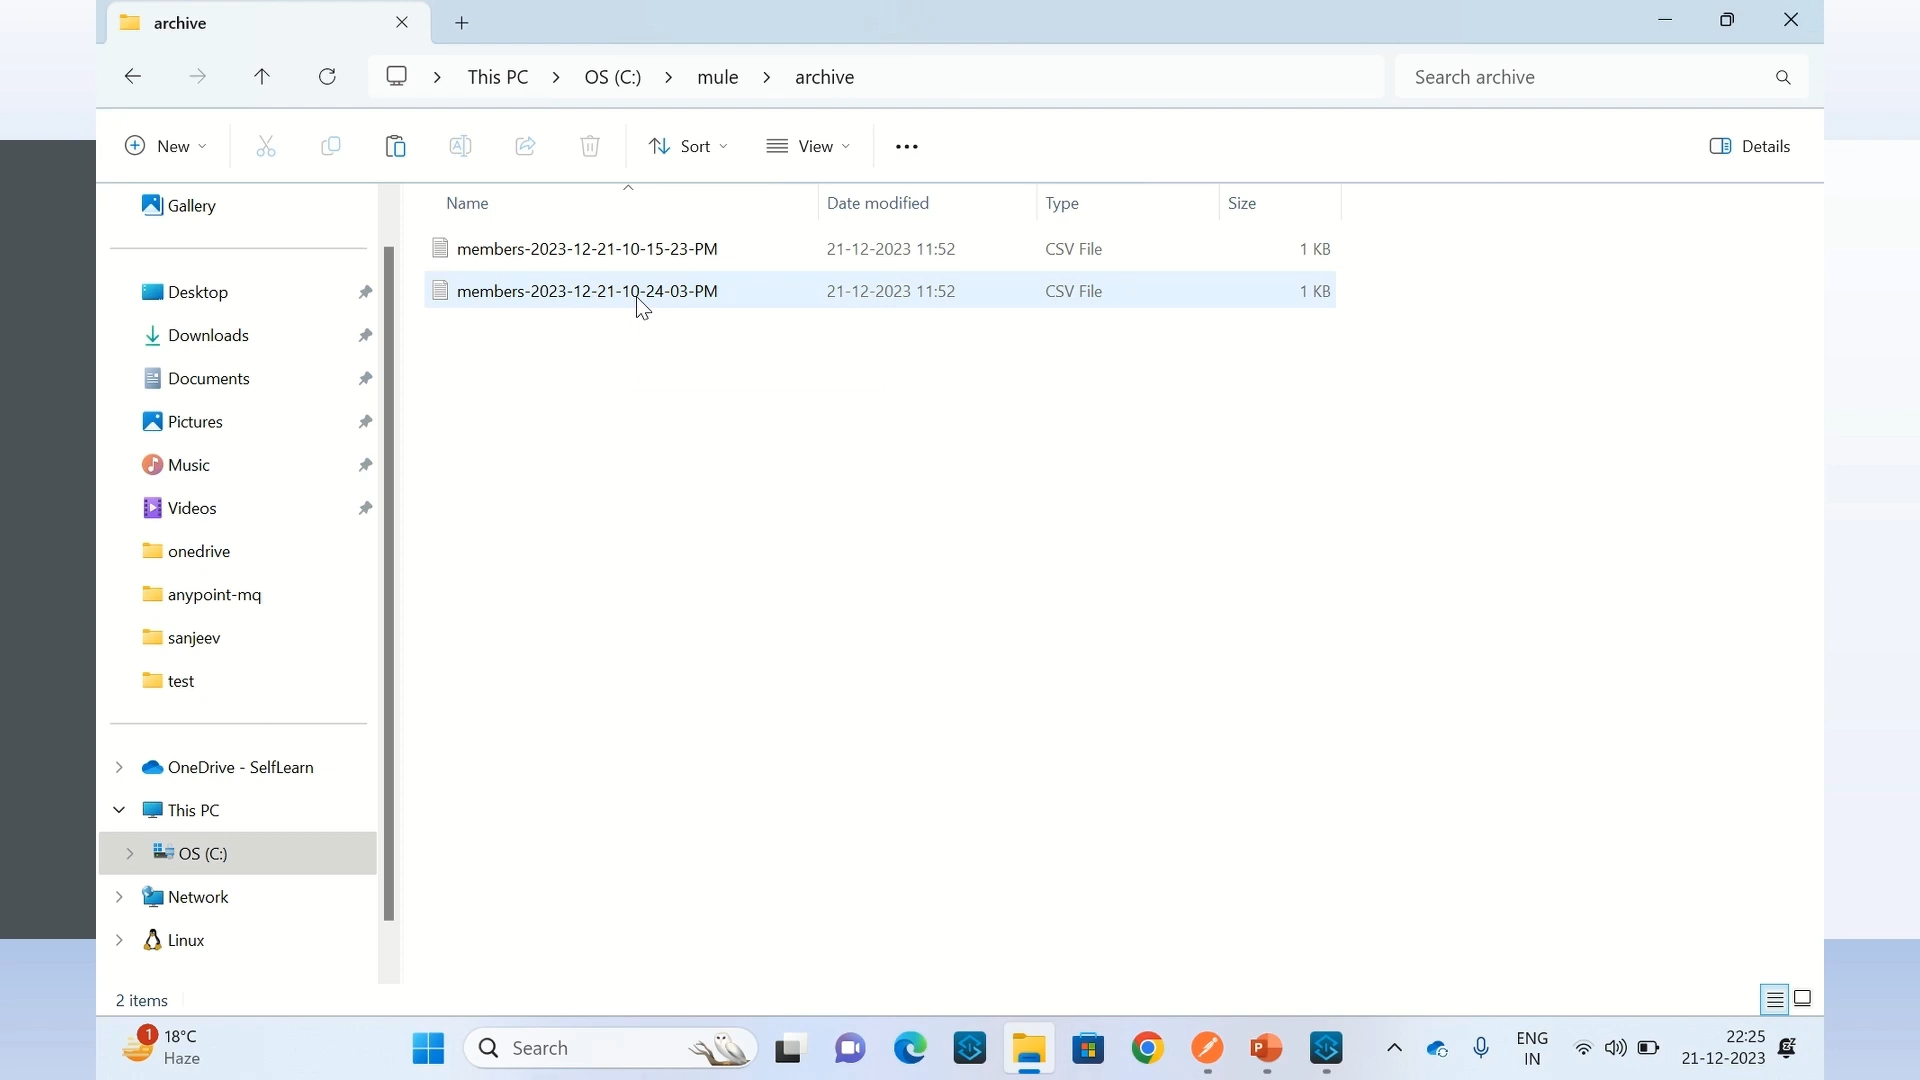 archive
This PC > OS (C:) > mule > archive
Search archive
New
Sort
View
Details
Gallery
Desktop
Downloads
Documents
Pictures
Music
Videos
onedrive
anypoint-mq
sanjeev
test
OneDrive - SelfLearn
This PC
OS (C:)
Network
Linux
Name Date modified Type Size
members-2023-12-21-10-15-23-PM 21-12-2023 11:52 CSV File 1 KB
members-2023-12-21-10-24-03-PM 21-12-2023 11:52 CSV File 1 KB
2 items
1
18°C
Haze
Search
P
ENG
IN
22:25
21-12-2023